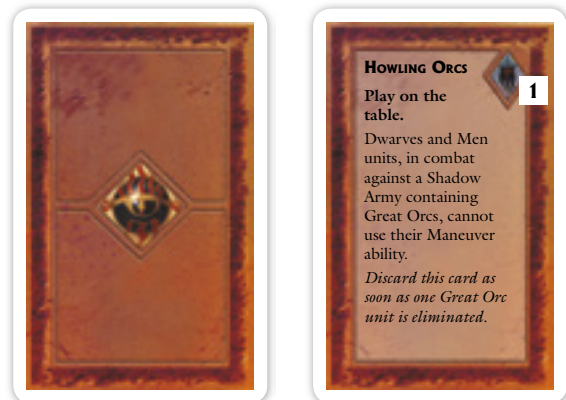 Howling Orcs
1
Play on the
table.
Dwarves and Men
units, in combat
against a Shadow
Army containing
Great Orcs, cannot
use their Maneuver
ability.
Discard this card as
soon as one Great Orc
unit is eliminated.